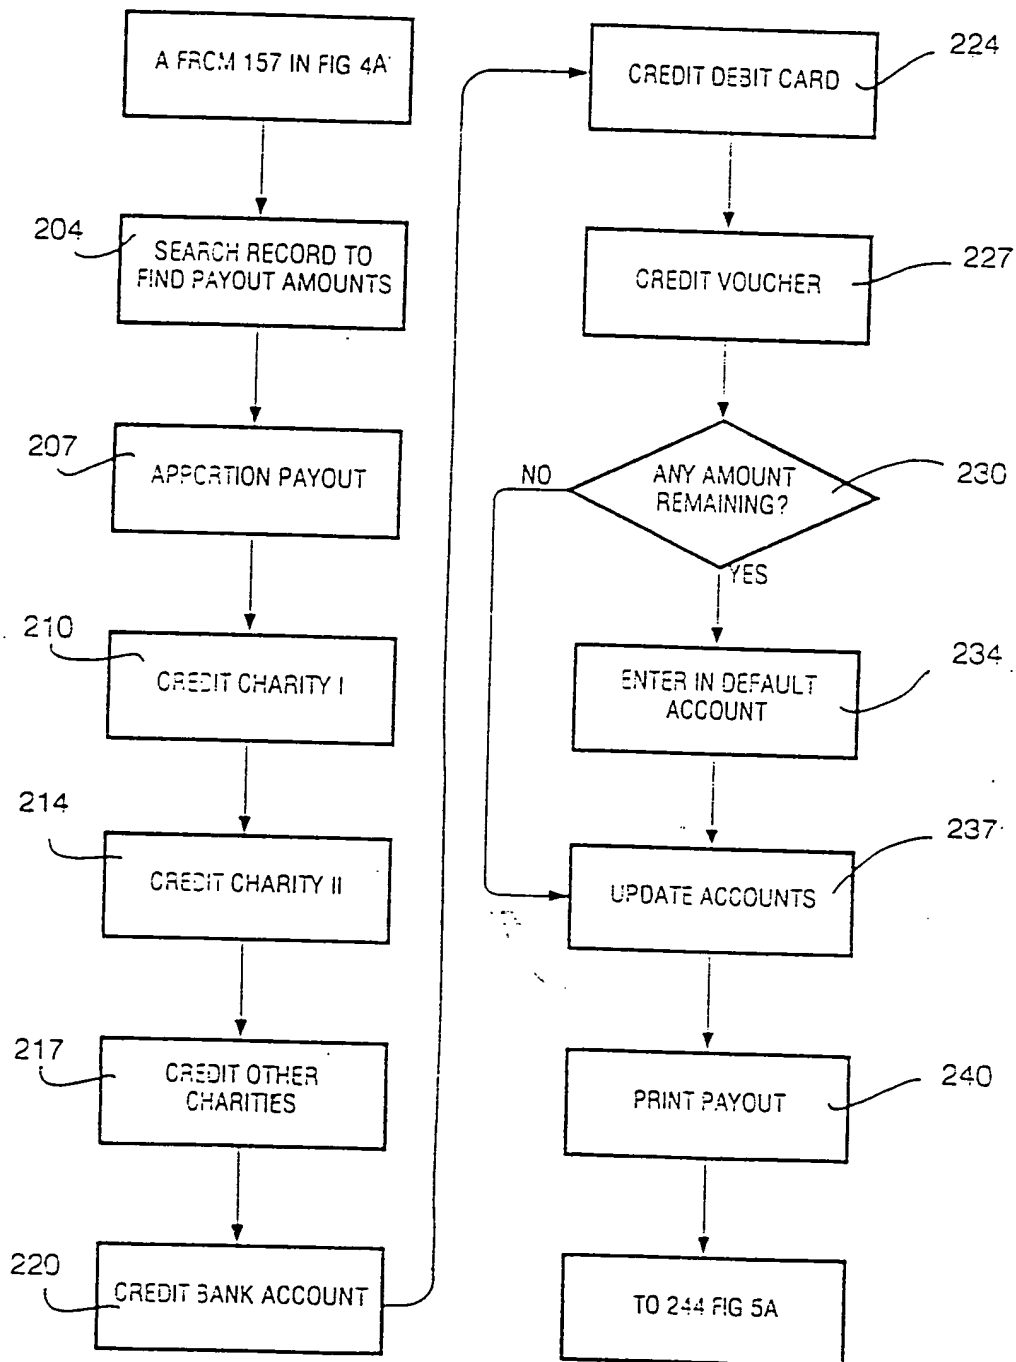 A FROM 157 IN FIG 4A
204
SEARCH RECORD TO
FIND PAYOUT AMOUNTS
207
APPORTION PAYOUT
210
CREDIT CHARITY I
214
CREDIT CHARITY II
217
CREDIT OTHER
CHARITIES
220
CREDIT BANK ACCOUNT
224
CREDIT DEBIT CARD
227
CREDIT VOUCHER
230
ANY AMOUNT
REMAINING?
NO
YES
234
ENTER IN DEFAULT
ACCOUNT
237
UPDATE ACCOUNTS
240
PRINT PAYOUT
TO 244 FIG 5A